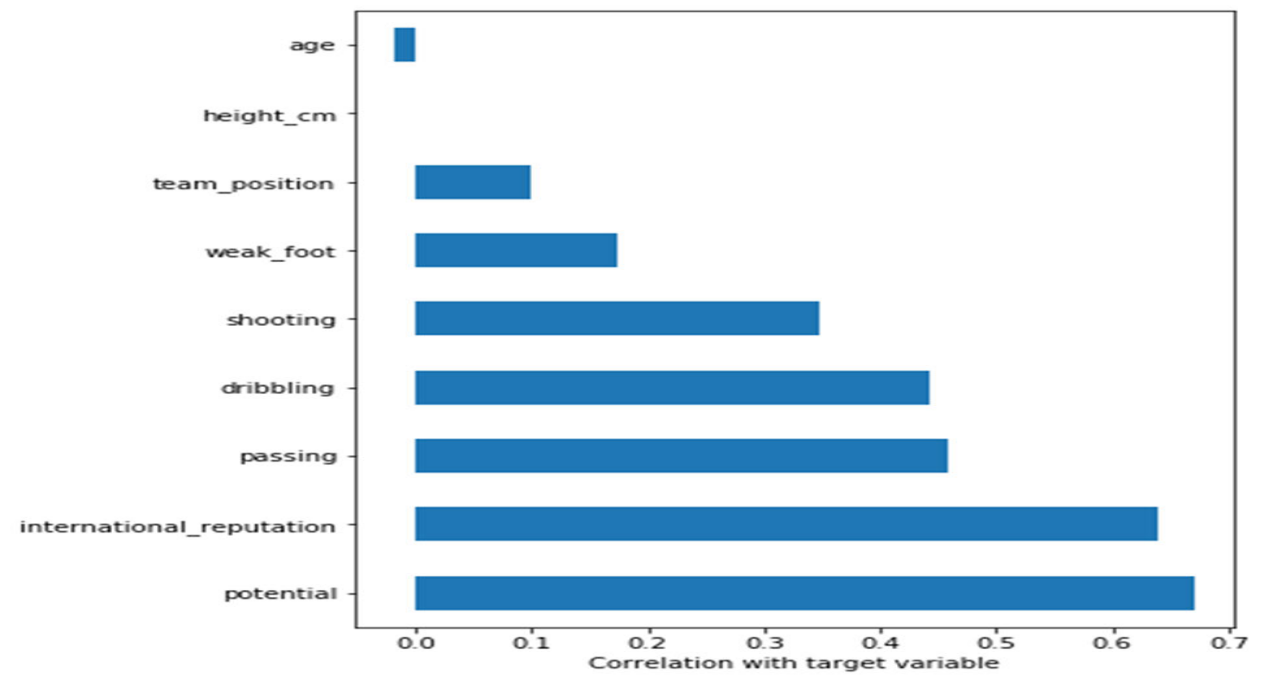 age
height_cm
team_position
weak_foot
shooting
dribbling
passing
international_reputation
potential
0.0 0.1 0.2 0.3 0.4 0.5 0.6 0.7
Correlation with target variable